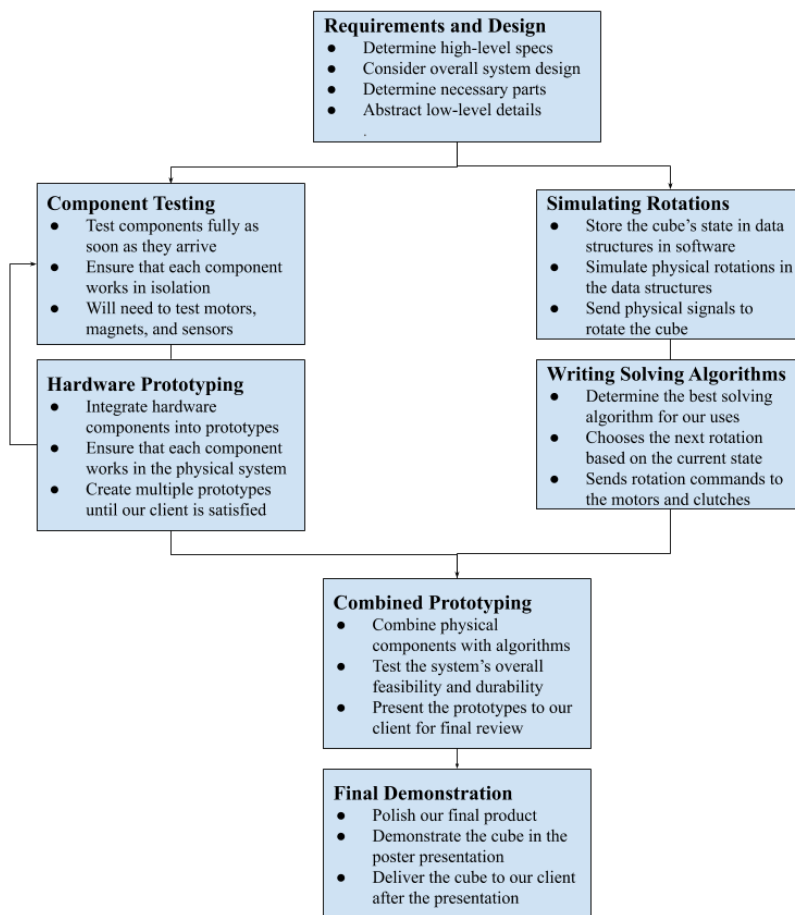 Requirements and Design
● Determine high-level specs
● Consider overall system design
● Determine necessary parts
● Abstract low-level details
.
Component Testing
● Test components fully as
soon as they arrive
● Ensure that each component
works in isolation
● Will need to test motors,
magnets, and sensors
Simulating Rotations
● Store the cube's state in data
structures in software
● Simulate physical rotations in
the data structures
● Send physical signals to
rotate the cube
Hardware Prototyping
● Integrate hardware
components into prototypes
● Ensure that each component
works in the physical system
● Create multiple prototypes
until our client is satisfied
Writing Solving Algorithms
● Determine the best solving
algorithm for our uses
● Chooses the next rotation
based on the current state
● Sends rotation commands to
the motors and clutches
Combined Prototyping
● Combine physical
components with algorithms
● Test the system's overall
feasibility and durability
● Present the prototypes to our
client for final review
Final Demonstration
● Polish our final product
● Demonstrate the cube in the
poster presentation
● Deliver the cube to our client
after the presentation